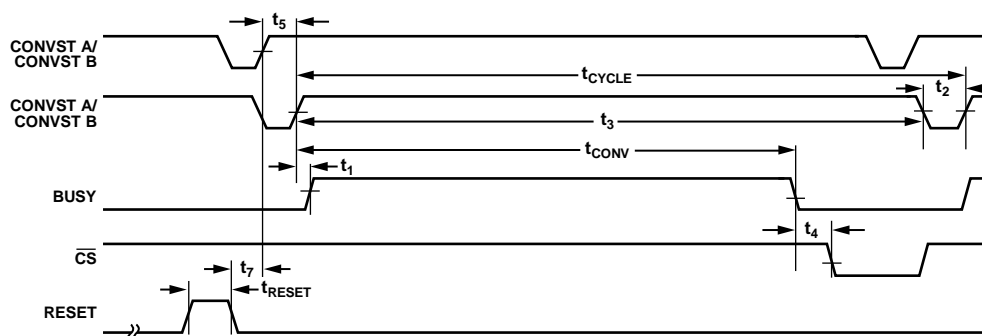 t5
CONVST A/
CONVST B
tCYCLE
t2
CONVST A/
CONVST B
t3
tCONV
t1
BUSY
t4
CS
t7
tRESET
RESET